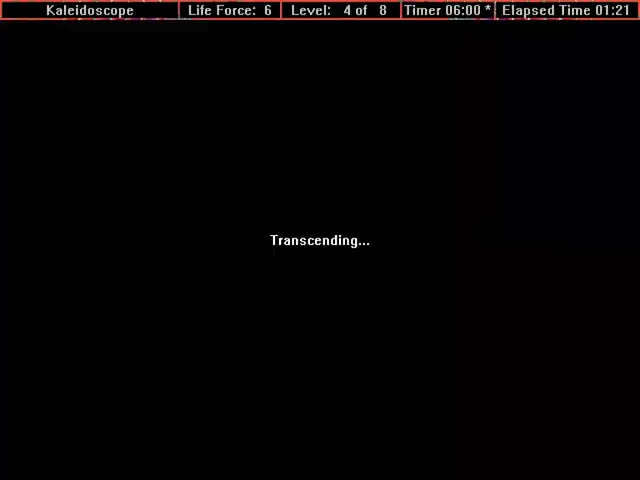 Kaleidoscope Life Force: 6 Level: 4 of 8 Timer 06:00 * Elapsed Time 01:21
Transcending...